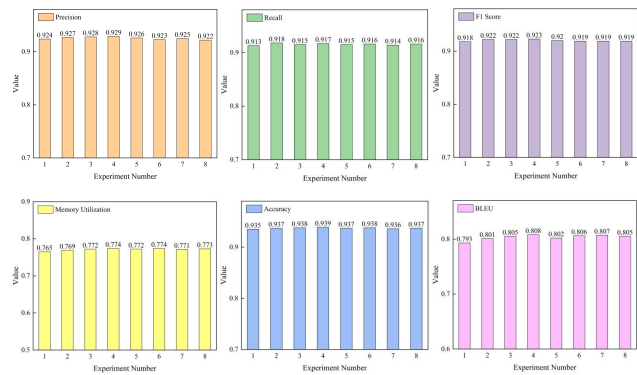 Precision
0.924 0.927 0.928 0.929 0.926 0.923 0.925 0.922
0.9
0.8
0.7
Value
1 2 3 4 5 6 7 8
Experiment Number
Recall
0.913 0.918 0.915 0.917 0.915 0.916 0.914 0.916
0.9
0.8
0.7
Value
1 2 3 4 5 6 7 8
Experiment Number
F1 Score
0.918 0.922 0.922 0.923 0.92 0.919 0.919 0.919
0.9
0.8
0.7
Value
1 2 3 4 5 6 7 8
Experiment Number
0.9
Memory Utilization
0.765 0.769 0.772 0.774 0.772 0.774 0.771 0.773
0.8
0.7
0.6
0.5
Value
1 2 3 4 5 6 7 8
Experiment Number
Accuracy
0.935 0.937 0.938 0.939 0.937 0.938 0.936 0.937
0.9
0.8
0.7
Value
1 2 3 4 5 6 7 8
Experiment Number
BLEU
0.793 0.801 0.805 0.808 0.802 0.806 0.807 0.805
0.8
0.7
0.6
Value
1 2 3 4 5 6 7 8
Experiment Number